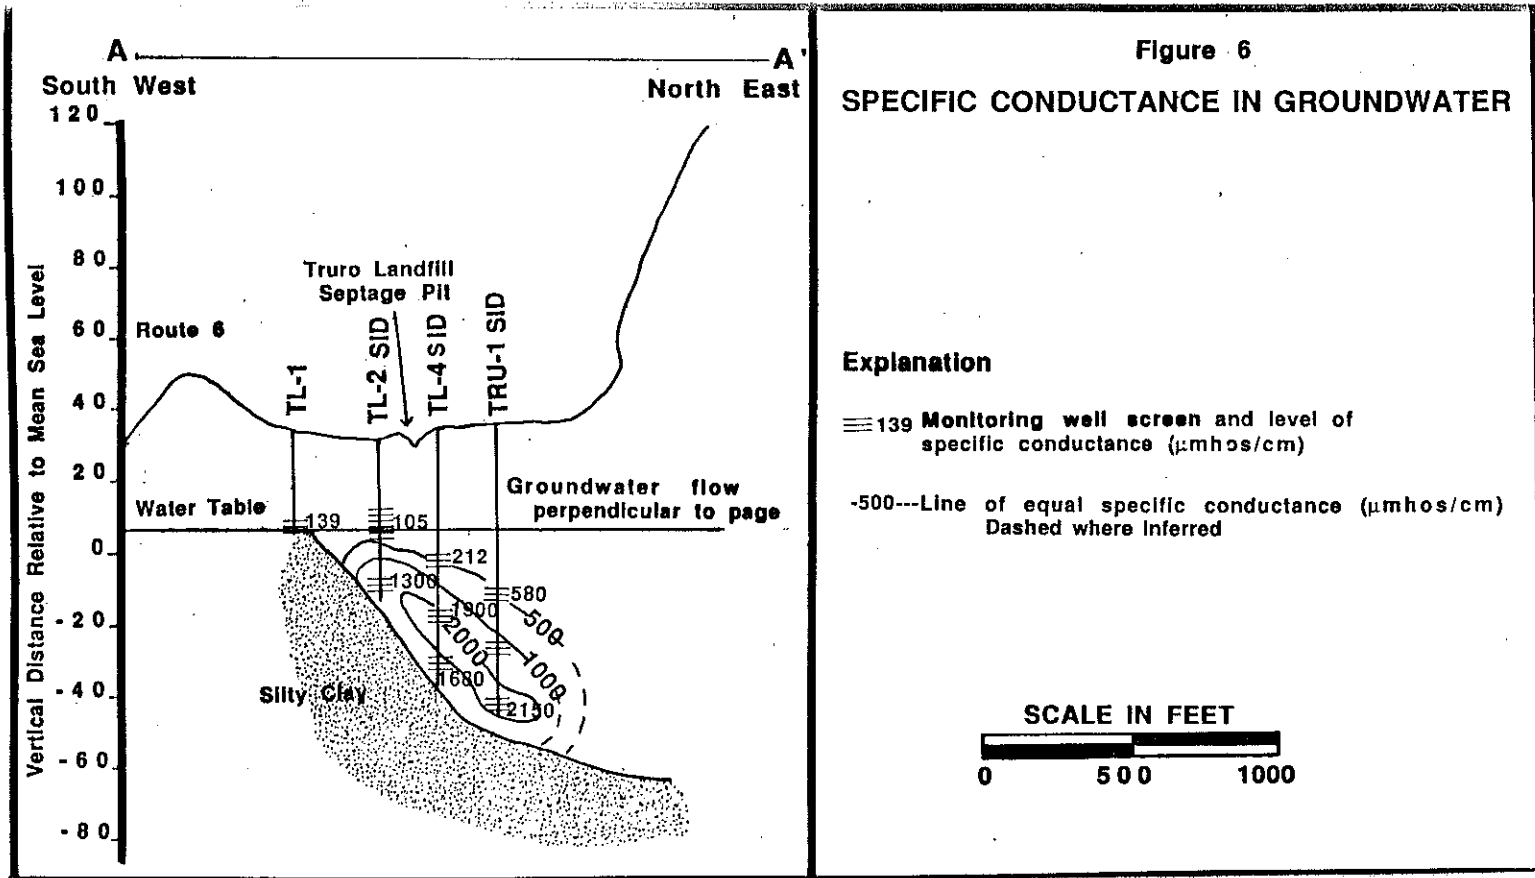 A A'
South West North East
120
100
80
60
40
20
0
-20
-40
-60
-80
Vertical Distance Relative to Mean Sea Level
Route 6
Truro Landfill
Septage Pit
TL-1
TL-2 SID
TL-4 SID
TRU-1 SID
Water Table
Groundwater flow
perpendicular to page
139
105
212
1300
580
1900
500
2000
1000
1680
2150
Silty Clay
Figure 6
SPECIFIC CONDUCTANCE IN GROUNDWATER
Explanation
139 Monitoring well screen and level of
specific conductance (µmhos/cm)
-500---Line of equal specific conductance (µmhos/cm)
Dashed where inferred
SCALE IN FEET
0 500 1000